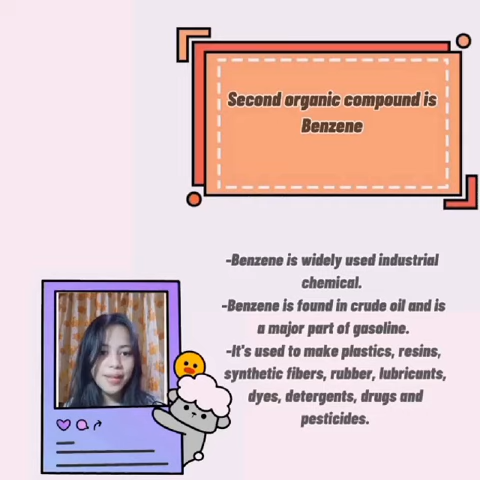 Second organic compound is
Benzene
-Benzene is widely used industrial
chemical.
-Benzene is found in crude oil and is
a major part of gasoline.
-It's used to make plastics, resins,
synthetic fibers, rubber, lubricants,
dyes, detergents, drugs and
pesticides.